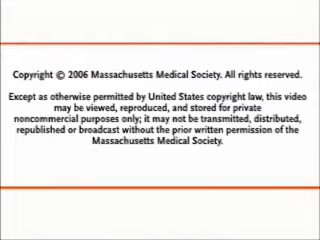 Copyright © 2006 Massachusetts Medical Society. All rights reserved.
Except as otherwise permitted by United States copyright law, this video
may be viewed, reproduced, and stored for private
noncommercial purposes only; it may not be transmitted, distributed,
republished or broadcast without the prior written permission of the
Massachusetts Medical Society.